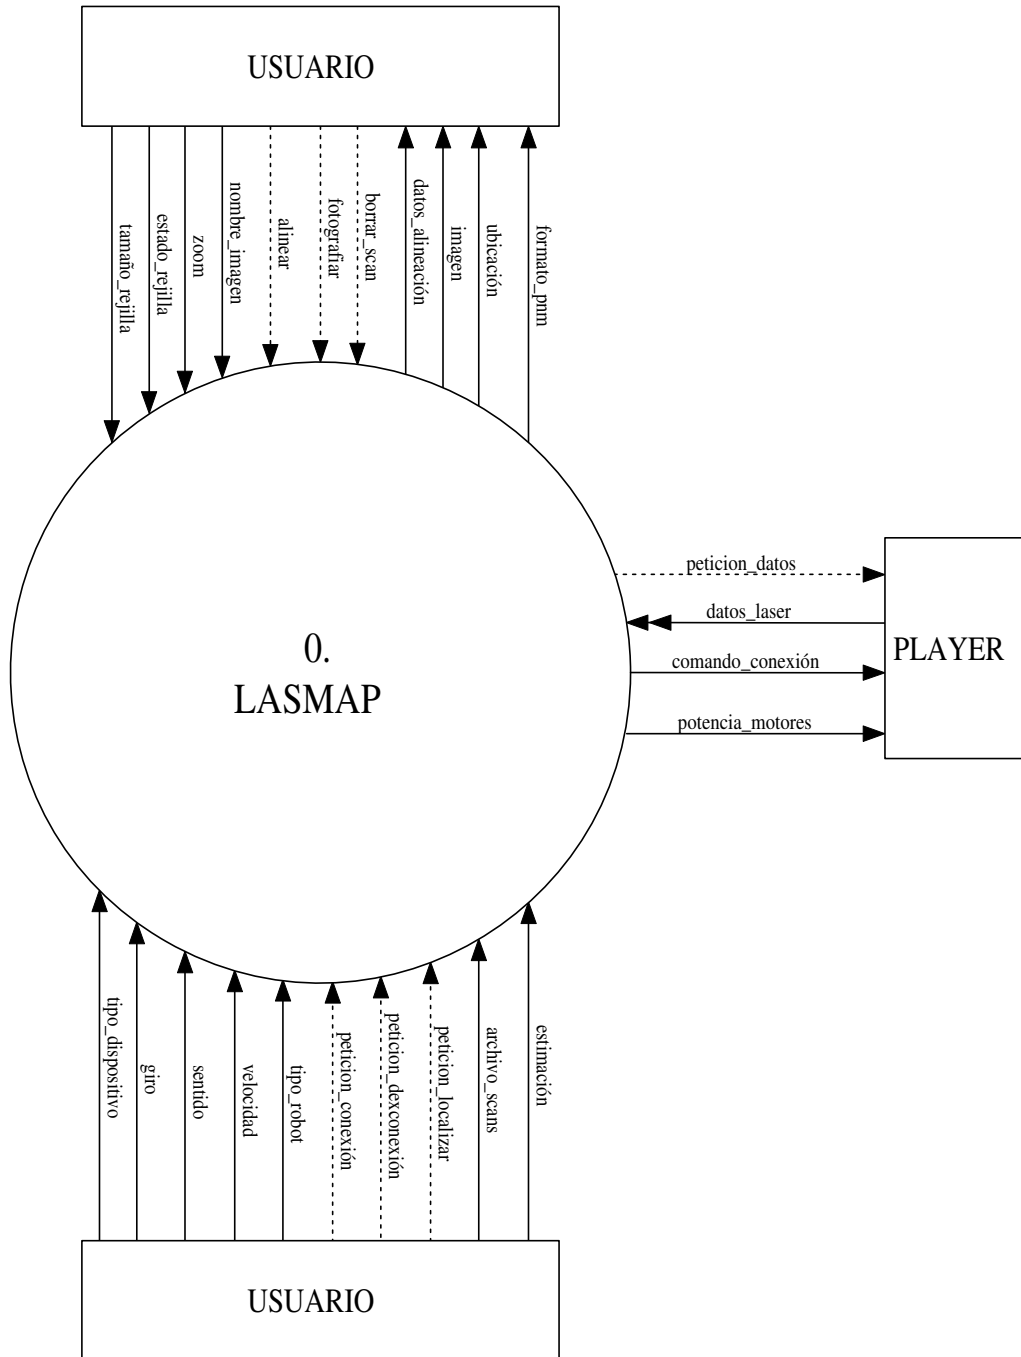 USUARIO
tamaño_rejilla
estado_rejilla
zoom
nombre_imagen
alinear
fotografiar
borrar_scan
datos_alineación
imagen
ubicación
formato_pnm
peticion_datos
datos_laser
comando_conexión
potencia_motores
PLAYER
0.
LASMAP
tipo_dispositivo
giro
sentido
velocidad
tipo_robot
peticion_conexión
peticion_dexconexión
peticion_localizar
archivo_scans
estimación
USUARIO